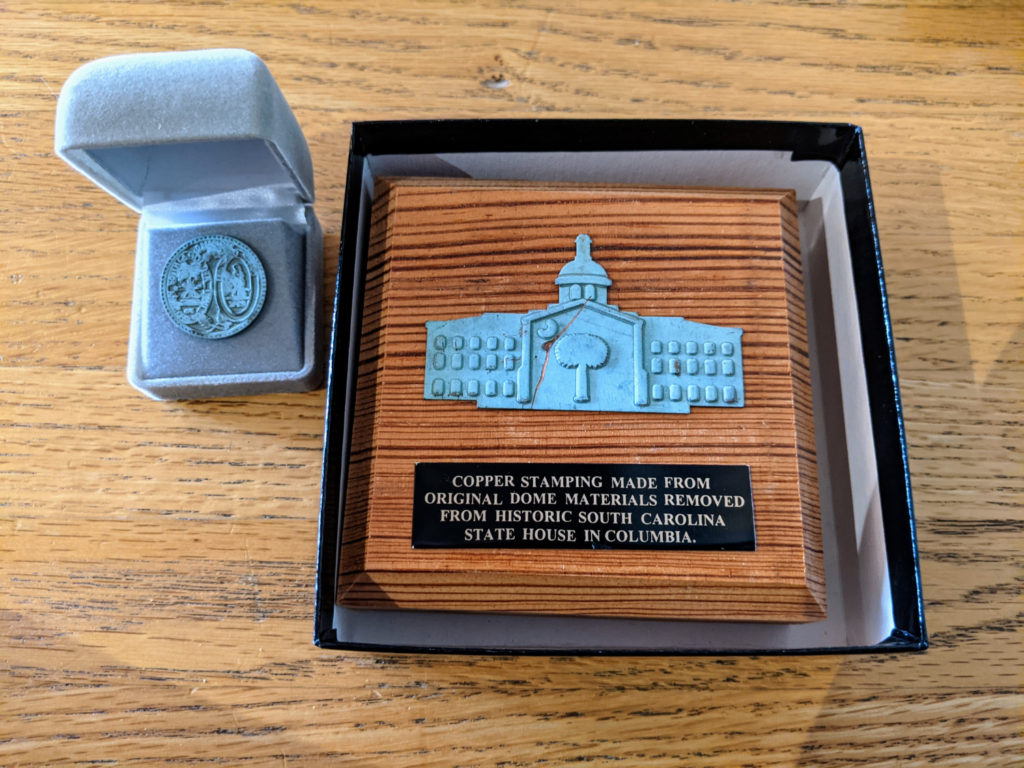 COPPER STAMPING MADE FROM
ORIGINAL DOME MATERIALS REMOVED
FROM HISTORIC SOUTH CAROLINA
STATE HOUSE IN COLUMBIA.